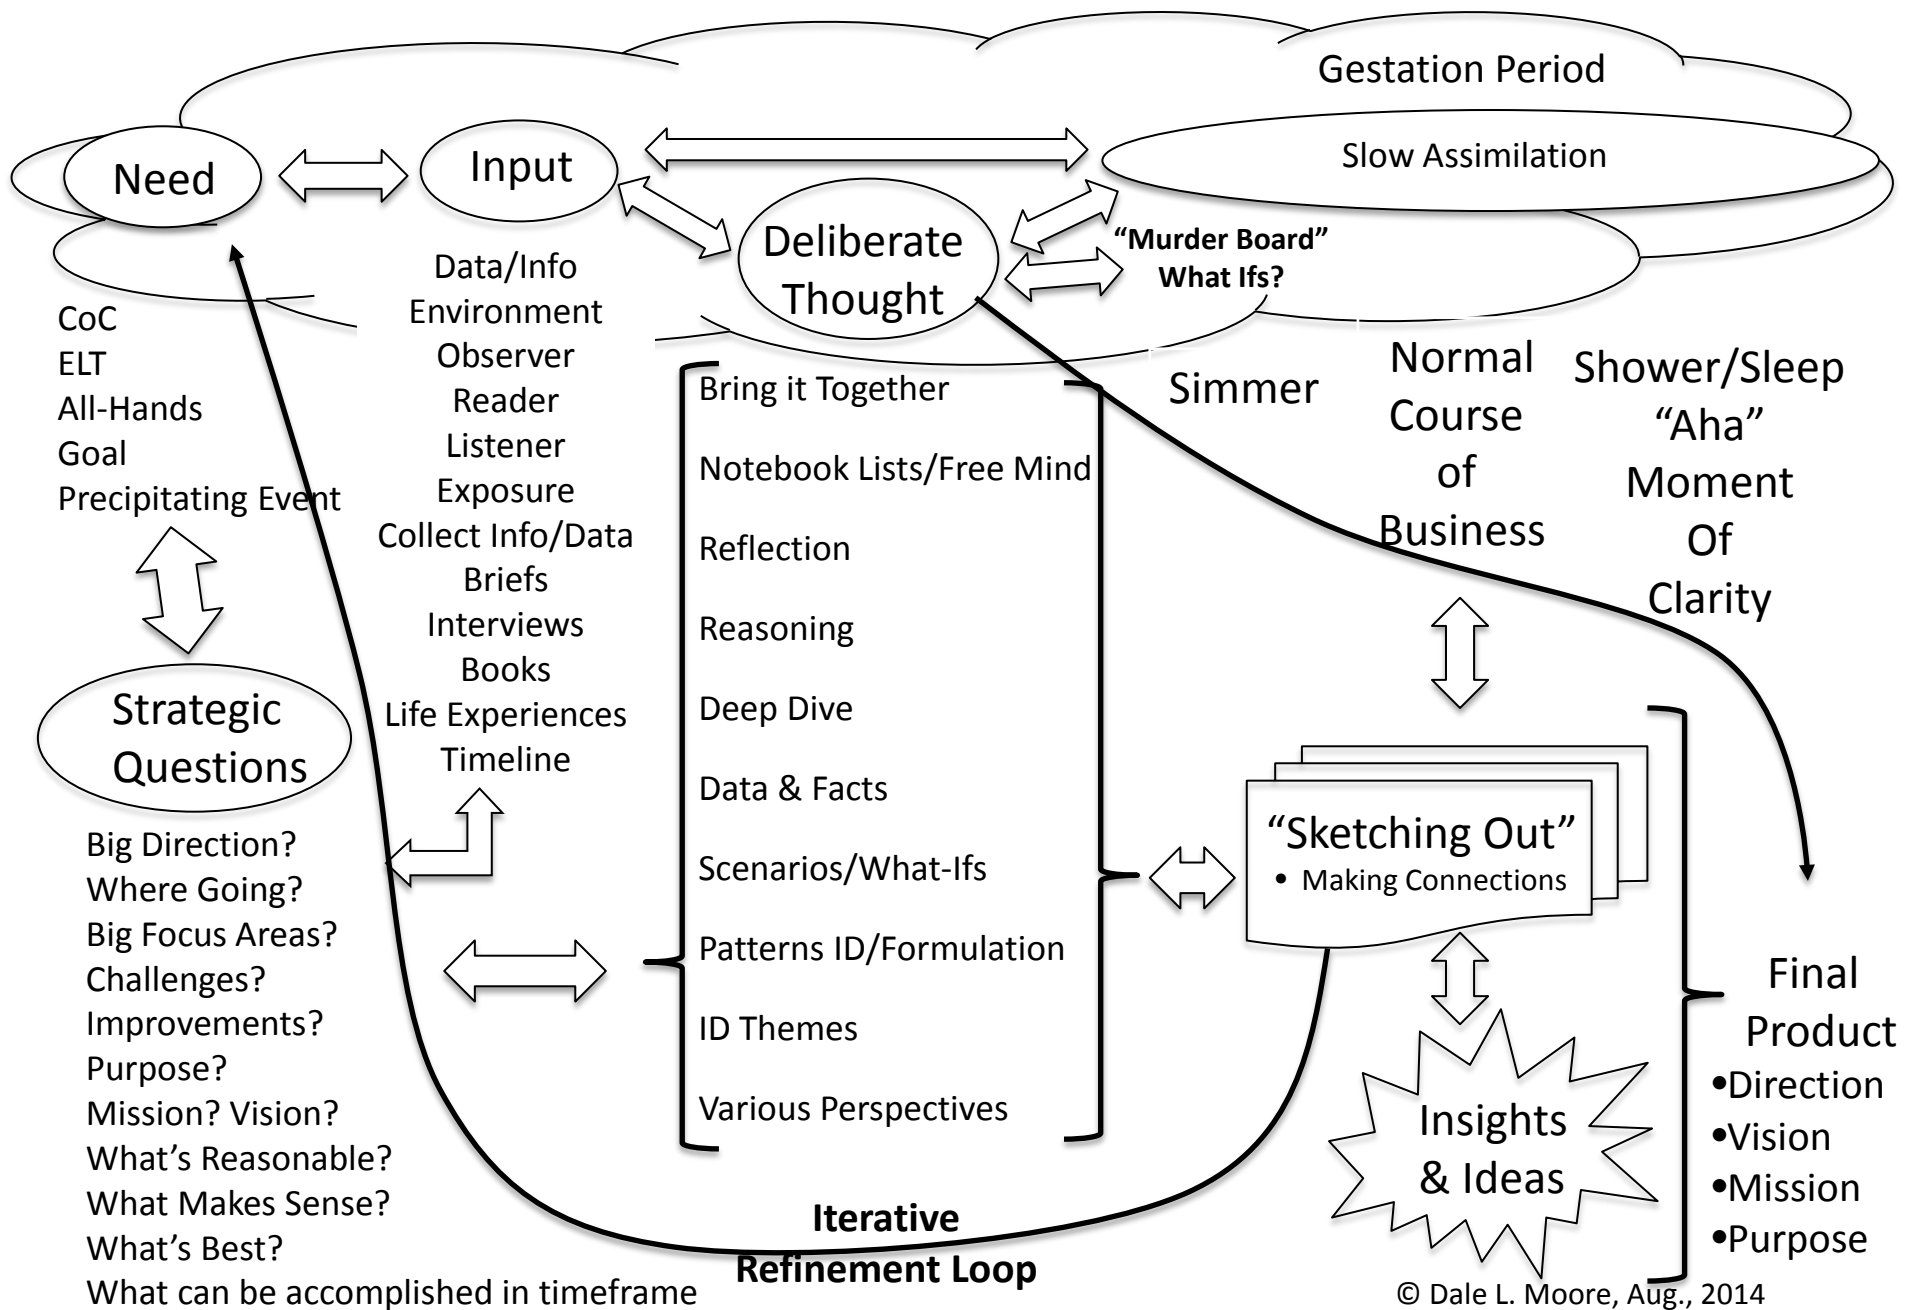 Gestation Period
Need
Input
Slow Assimilation
Deliberate
Thought
“Murder Board”
What Ifs?
CoC
ELT
All-Hands
Goal
Precipitating Event
Data/Info
Environment
Observer
Reader
Listener
Exposure
Collect Info/Data
Briefs
Interviews
Books
Life Experiences
Timeline
Bring it Together
Notebook Lists/Free Mind
Reflection
Reasoning
Deep Dive
Data & Facts
Scenarios/What-Ifs
Patterns ID/Formulation
ID Themes
Various Perspectives
Simmer
Normal
Course
of
Business
Shower/Sleep
“Aha”
Moment
Of
Clarity
Strategic
Questions
Big Direction?
Where Going?
Big Focus Areas?
Challenges?
Improvements?
Purpose?
Mission? Vision?
What’s Reasonable?
What Makes Sense?
What’s Best?
What can be accomplished in timeframe
“Sketching Out”
• Making Connections
Insights
& Ideas
Final
Product
•Direction
•Vision
•Mission
•Purpose
Iterative
Refinement Loop
© Dale L. Moore, Aug., 2014